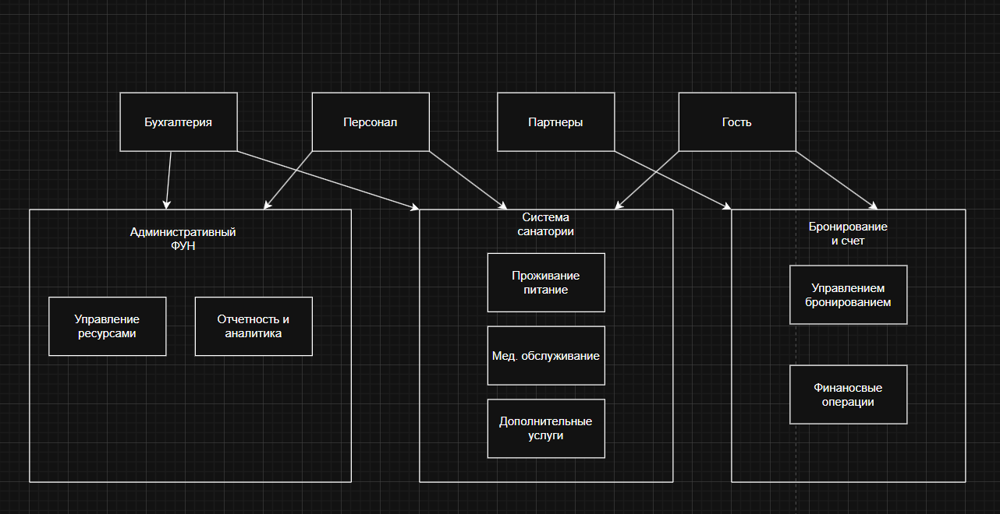 Бухгалтерия
Персонал
Партнеры
Гость
Административный
ФУН
Управление
ресурсами
Отчетность и
аналитика
Система
санатории
Проживание
питание
Мед. обслуживание
Дополнительные
услуги
Бронирование
и счет
Управлением
бронированием
Финаносвые
операции